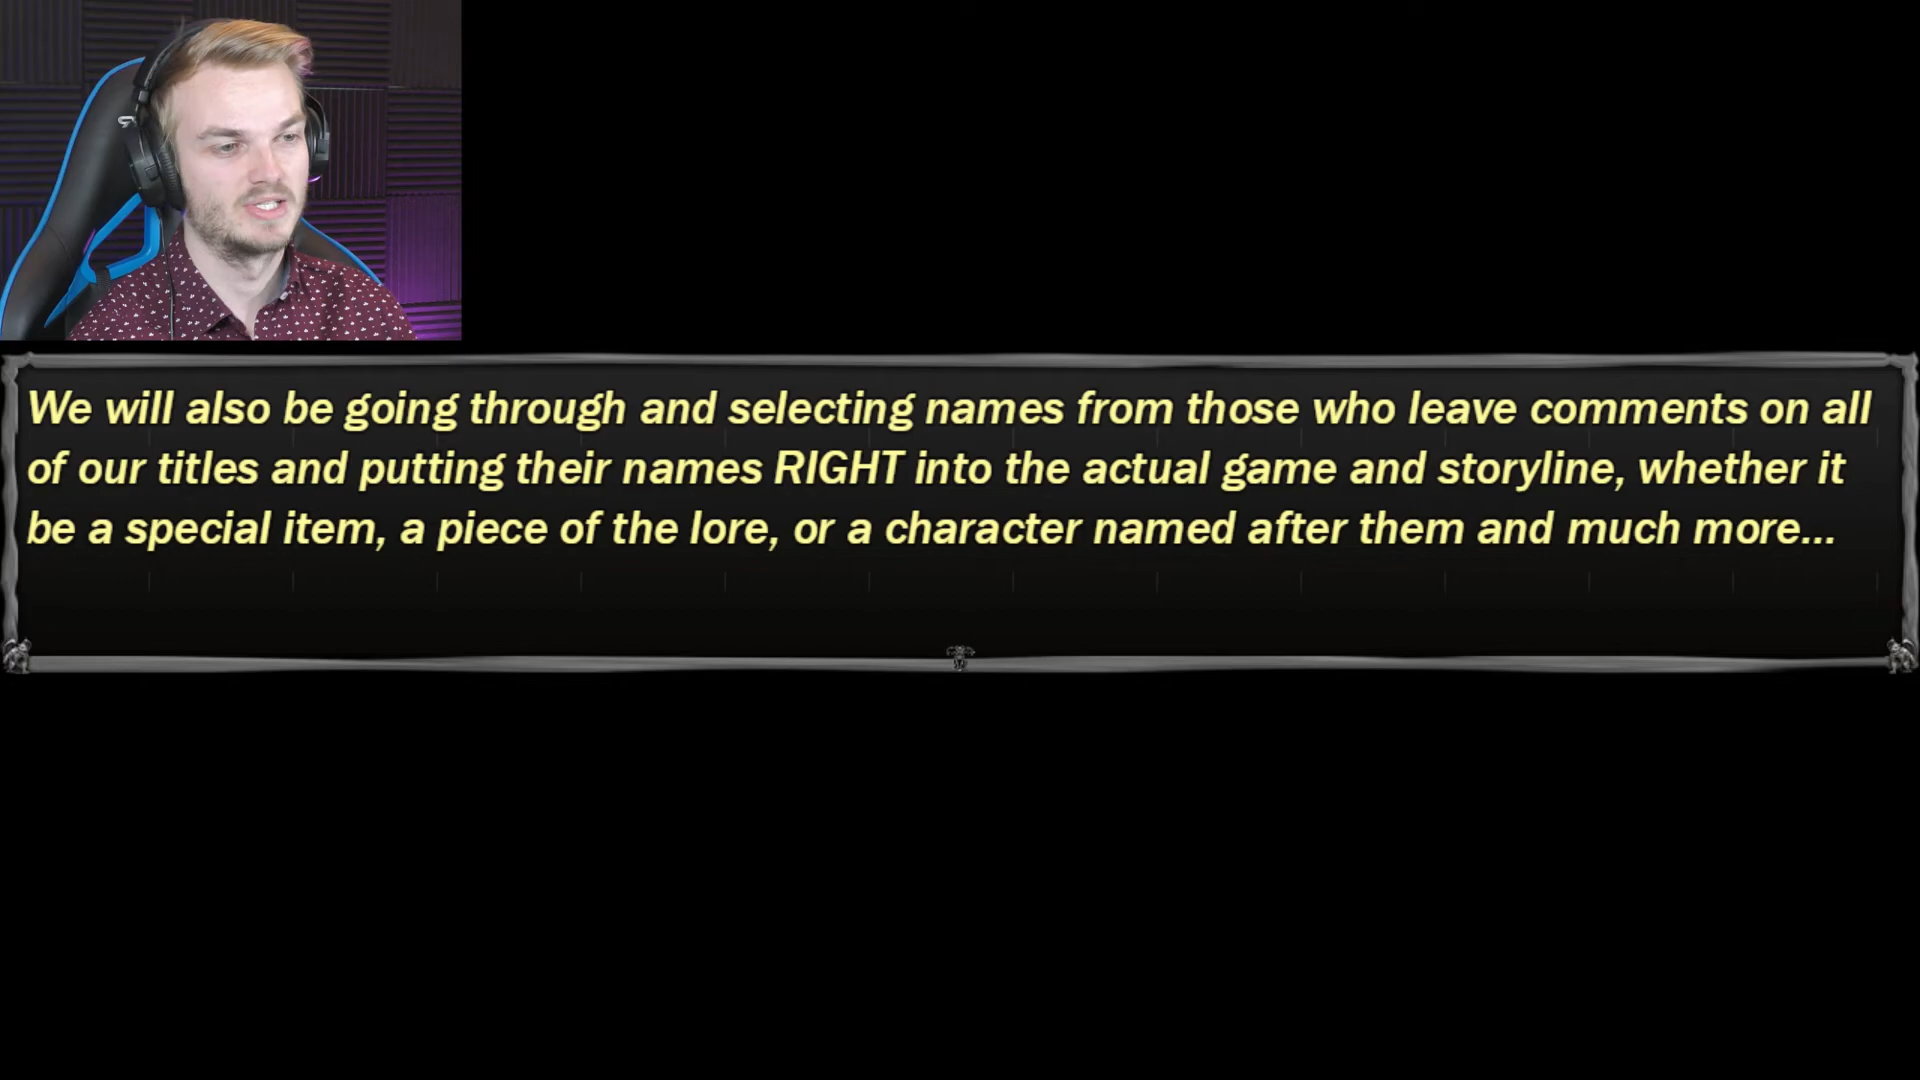 We will also be going through and selecting names from those who leave comments on all
of our titles and putting their names RIGHT into the actual game and storyline, whether it
be a special item, a piece of the lore, or a character named after them and much more...